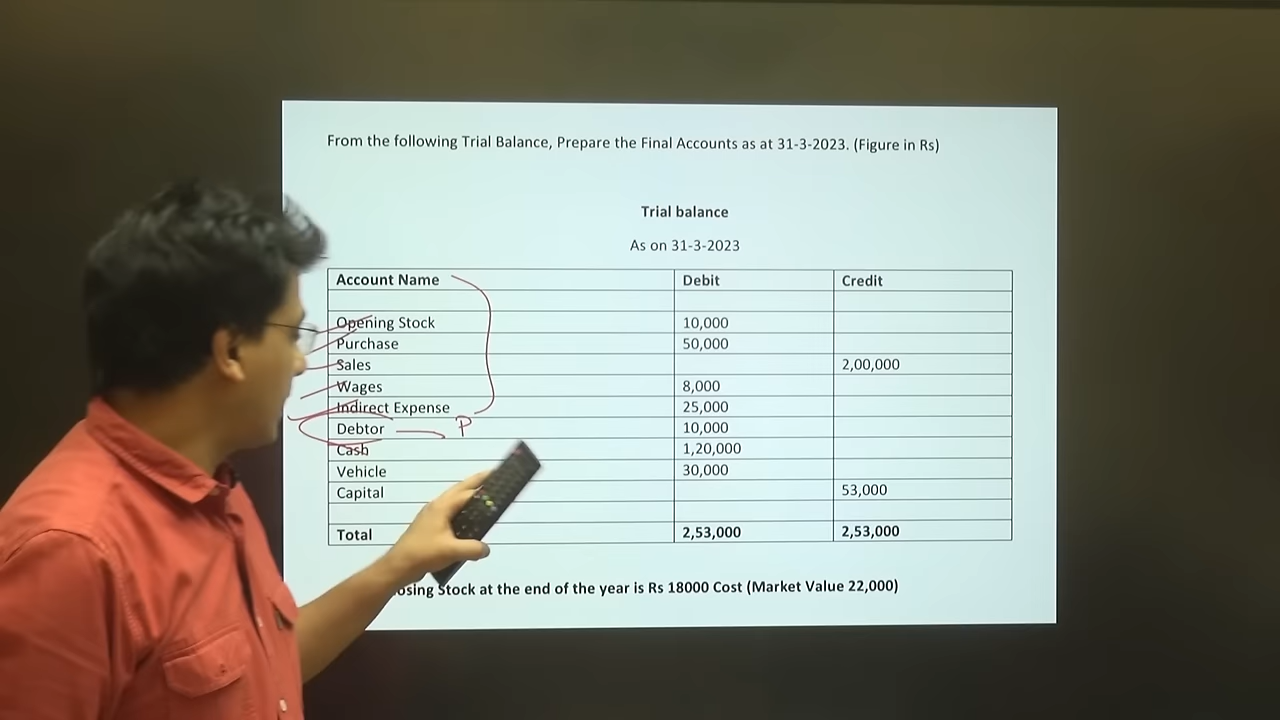 From the following Trial Balance, Prepare the Final Accounts as at 31-3-2023. (Figure in Rs)
Trial balance
As on 31-3-2023
Account Name Debit Credit
Opening Stock 10,000
Purchase 50,000
Sales 2,00,000
Wages 8,000
Indirect Expense 25,000
Debtor P 10,000
Cash 1,20,000
Vehicle 30,000
Capital 53,000
Total 2,53,000 2,53,000
Stock at the end of the year is Rs 18000 Cost (Market Value 22,000)